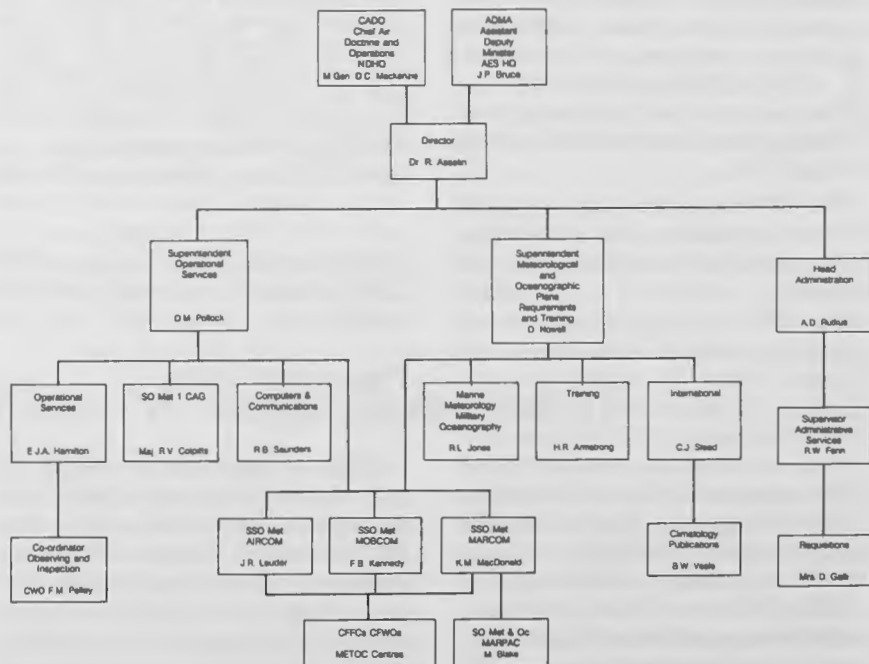 CADO
Chief Air
Doctrine and
Operations
NDHQ
M Gen D.C. Mackenzie
ADMA
Assistant
Deputy
Minister
AES HQ
J.P. Bruce
Director
Dr R. Asselin
Superintendent
Operational
Services
D.M. Pollock
Superintendent
Meteorological
and
Oceanographic
Plans
Requirements
and Training
D. Howell
Head
Administration
A.D. Rutkus
Operational
Services
E.J.A. Hamilton
SO Met 1 CAG
Maj R.V. Colpitts
Computers &
Communications
R.B. Saunders
Marine
Meteorology
Military
Oceanography
R.L. Jones
Training
H.R. Armstrong
International
C.J. Stead
Supervisor
Administrative
Services
R.W. Fenn
Co-ordinator
Observing and
Inspection
CWO F.M. Pelley
SSO Met
AIRCOM
J.R. Lauder
SSO Met
MOBCOM
F.B. Kennedy
SSO Met
MARCOM
K.M. MacDonald
Climatology
Publications
B.W. Veale
Requisitions
Mrs. D.
CFFCs CFWOs
METOC Centres
SO Met & Oc
MARPAC
M. Blake